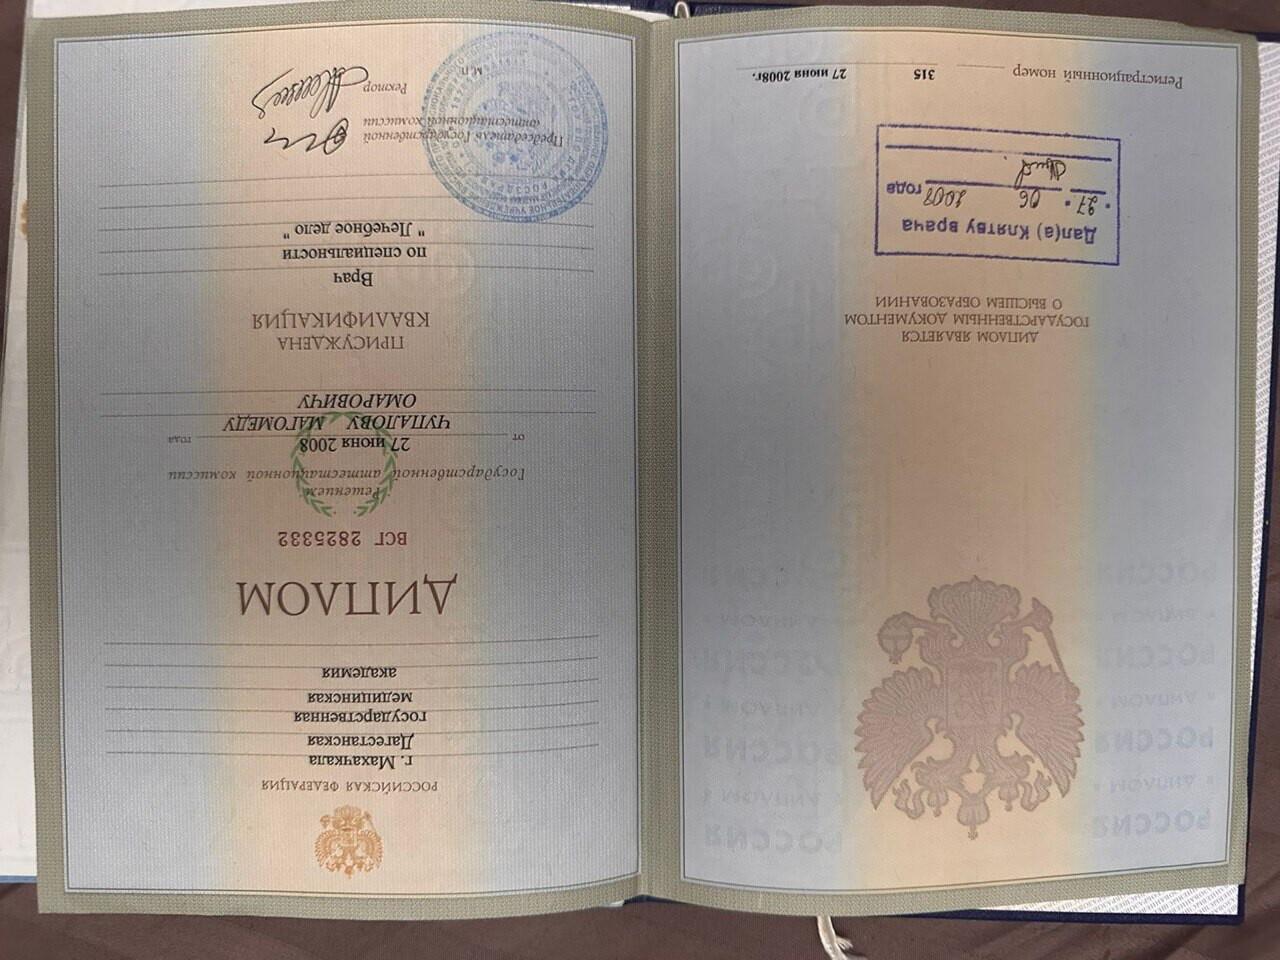 РОССИЙСКАЯ ФЕДЕРАЦИЯ
г. Махачкала
Дагестанская
государственная
медицинская
академия
ДИПЛОМ
ВСГ 2825332
Решением
Государственной аттестационной комиссии
от 27 июня 2008 года
ЧУПАЛОВУ МАГОМЕДУ
ОМАРОВИЧУ
ПРИСУЖДЕНА
КВАЛИФИКАЦИЯ
Врач
по специальности
" Лечебное дело "
Председатель Государственной
аттестационной комиссии
Ректор
М.П.
ДИПЛОМ ЯВЛЯЕТСЯ
ГОСУДАРСТВЕННЫМ ДОКУМЕНТОМ
О ВЫСШЕМ ОБРАЗОВАНИИ
Дал(а) Клятву врача
" 27 " 06 2008 года
Регистрационный номер 315 27 июня 2008г.